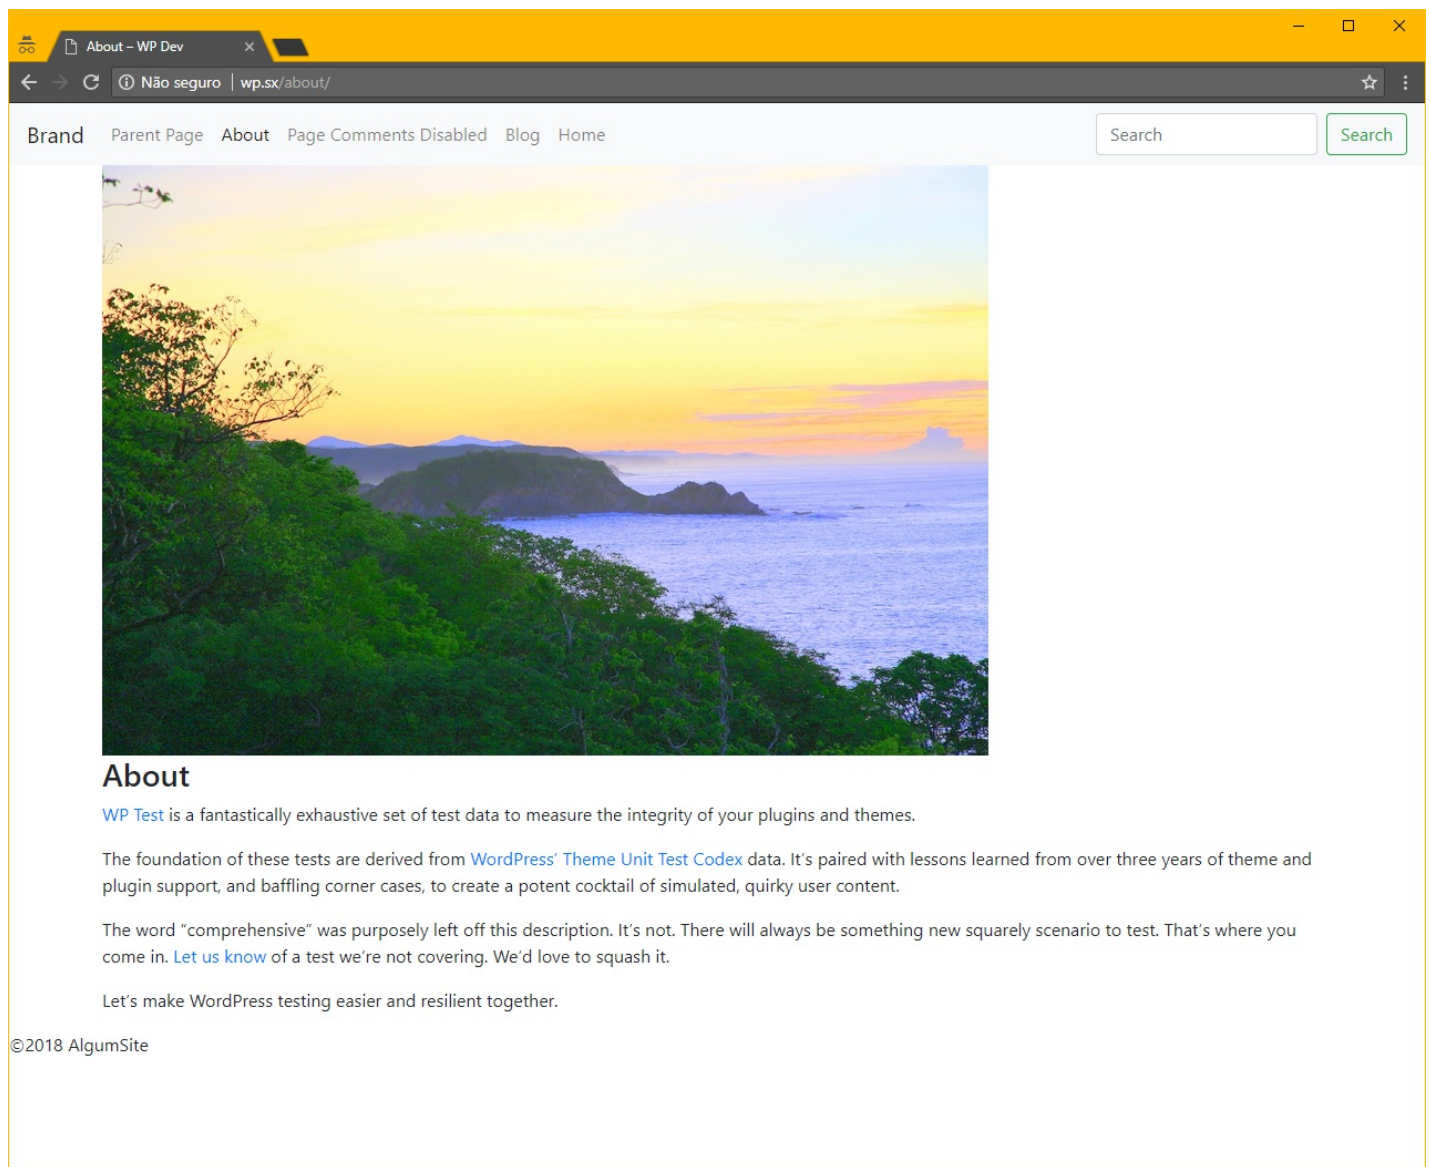 About – WP Dev
Não seguro | wp.sx/about/
Brand Parent Page About Page Comments Disabled Blog Home Search Search
About
WP Test is a fantastically exhaustive set of test data to measure the integrity of your plugins and themes.
The foundation of these tests are derived from WordPress’ Theme Unit Test Codex data. It’s paired with lessons learned from over three years of theme and
plugin support, and baffling corner cases, to create a potent cocktail of simulated, quirky user content.
The word “comprehensive” was purposely left off this description. It’s not. There will always be something new squarely scenario to test. That’s where you
come in. Let us know of a test we’re not covering. We’d love to squash it.
Let’s make WordPress testing easier and resilient together.
©2018 AlgumSite